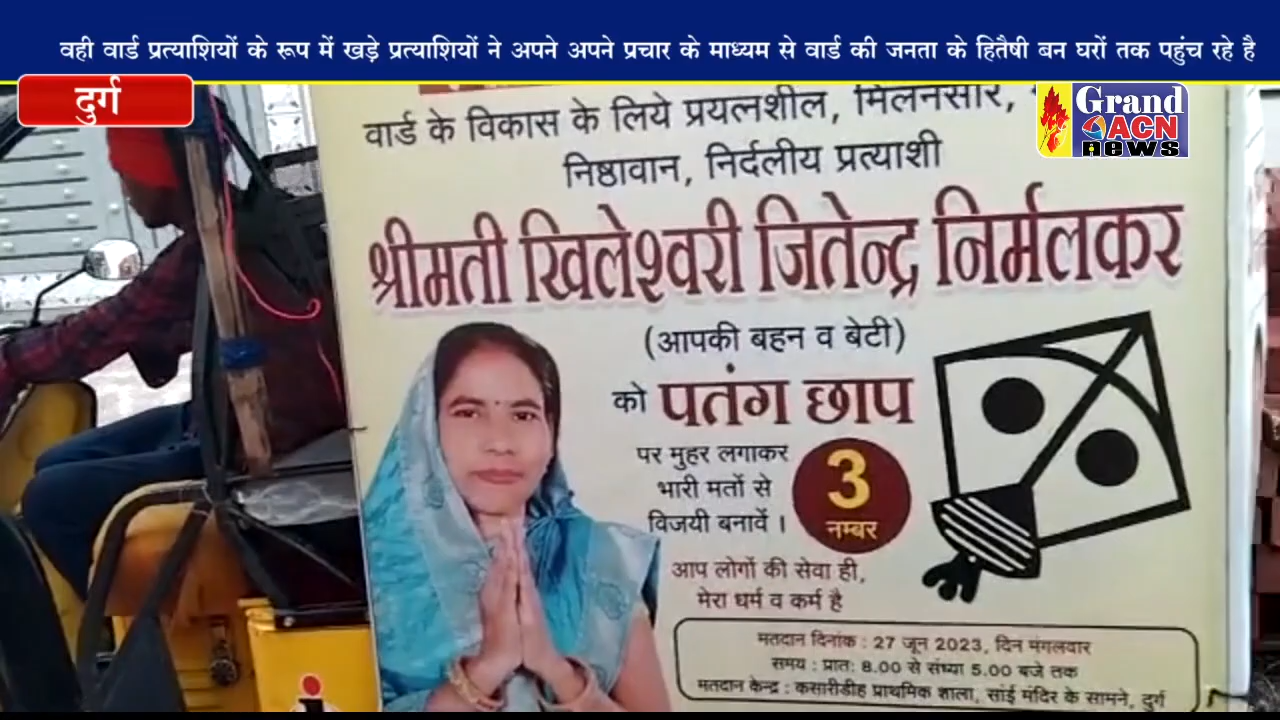 वही वार्ड प्रत्याशियों के रूप में खड़े प्रत्याशियों ने अपने अपने प्रचार के माध्यम से वार्ड की जनता के हितैषी बन घरों तक पहुंच रहे है
दुर्ग
Grand
ACN
news
वार्ड के विकास के लिये प्रयत्नशील, मिलनसार,
निष्ठावान, निर्दलीय प्रत्याशी
श्रीमती खिलेश्वरी जितेन्द्र निर्मलकर
(आपकी बहन व बेटी)
को पतंग छाप
पर मुहर लगाकर
भारी मतों से
विजयी बनावें ।
3
नम्बर
आप लोगों की सेवा ही,
मेरा धर्म व कर्म है
मतदान दिनांक : 27 जून 2023, दिन मंगलवार
समय : प्रात: 8.00 से संध्या 5.00 बजे तक
मतदान केन्द्र : कसारीडीह प्राथमिक शाला, सांई मंदिर के सामने, दुर्ग